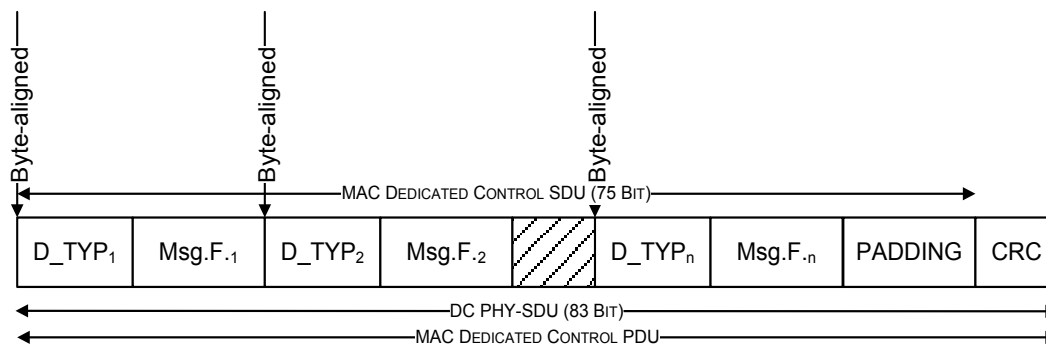 Byte-aligned
Byte-aligned
Byte-aligned
MAC DEDICATED CONTROL SDU (75 BIT)
D_TYP₁ Msg.F.₁ D_TYP₂ Msg.F.₂ D_TYPₙ Msg.F.ₙ PADDING CRC
DC PHY-SDU (83 BIT)
MAC DEDICATED CONTROL PDU